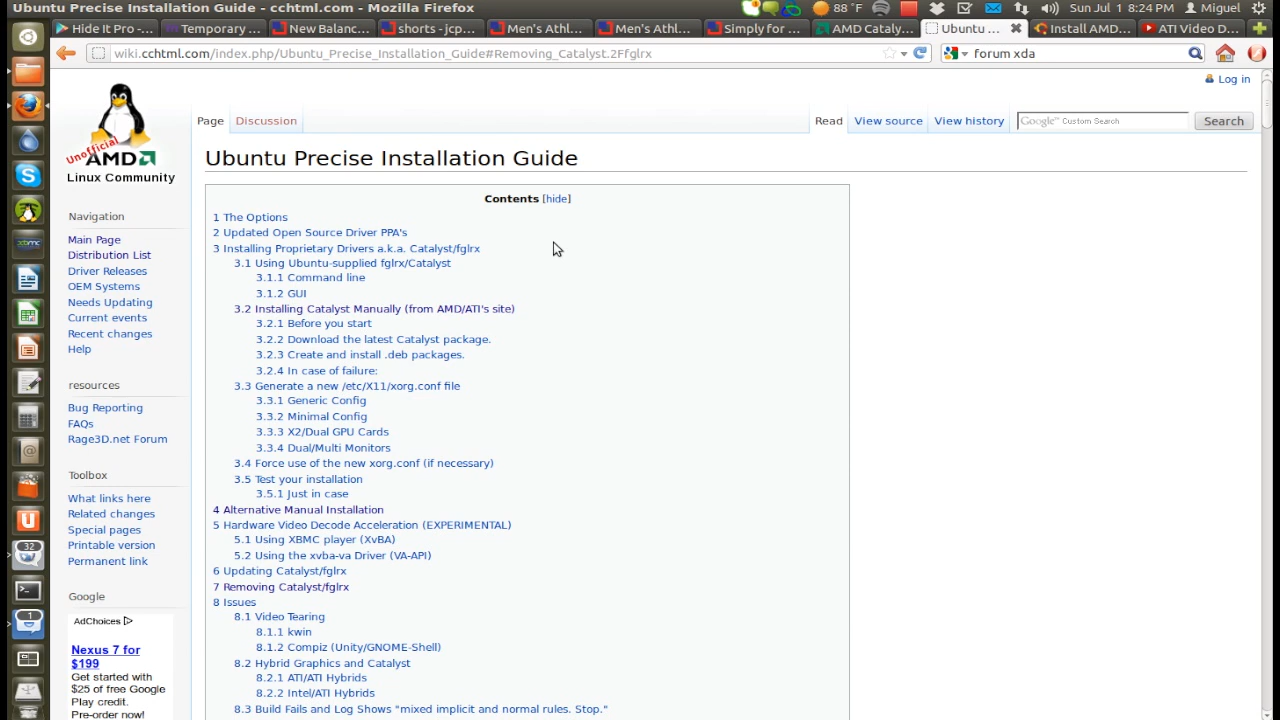 Ubuntu Precise Installation Guide - cchtml.com - Mozilla Firefox
88 °F
Sun Jul 1 8:24 PM
Miguel
Hide It Pro -...
Temporary ...
New Balanc...
shorts - jcp...
Men's Athl...
Men's Athl...
Simply for ...
AMD Cataly...
Ubuntu ...
Install AMD...
ATI Video D...
wiki.cchtml.com/index.php/Ubuntu_Precise_Installation_Guide#Removing_Catalyst.2Ffglrx
forum xda
Log in
Page
Discussion
Read
View source
View history
Google™ Custom Search
Search
Unofficial
AMD
Linux Community
Navigation
Main Page
Distribution List
Driver Releases
OEM Systems
Needs Updating
Current events
Recent changes
Help
resources
Bug Reporting
FAQs
Rage3D.net Forum
Toolbox
What links here
Related changes
Special pages
Printable version
Permanent link
Google
AdChoices
Nexus 7 for
$199
Get started with
$25 of free Google
Play credit.
Pre-order now!
Ubuntu Precise Installation Guide
Contents [hide]
1 The Options
2 Updated Open Source Driver PPA's
3 Installing Proprietary Drivers a.k.a. Catalyst/fglrx
3.1 Using Ubuntu-supplied fglrx/Catalyst
3.1.1 Command line
3.1.2 GUI
3.2 Installing Catalyst Manually (from AMD/ATI's site)
3.2.1 Before you start
3.2.2 Download the latest Catalyst package.
3.2.3 Create and install .deb packages.
3.2.4 In case of failure:
3.3 Generate a new /etc/X11/xorg.conf file
3.3.1 Generic Config
3.3.2 Minimal Config
3.3.3 X2/Dual GPU Cards
3.3.4 Dual/Multi Monitors
3.4 Force use of the new xorg.conf (if necessary)
3.5 Test your installation
3.5.1 Just in case
4 Alternative Manual Installation
5 Hardware Video Decode Acceleration (EXPERIMENTAL)
5.1 Using XBMC player (XvBA)
5.2 Using the xvba-va Driver (VA-API)
6 Updating Catalyst/fglrx
7 Removing Catalyst/fglrx
8 Issues
8.1 Video Tearing
8.1.1 kwin
8.1.2 Compiz (Unity/GNOME-Shell)
8.2 Hybrid Graphics and Catalyst
8.2.1 ATI/ATI Hybrids
8.2.2 Intel/ATI Hybrids
8.3 Build Fails and Log Shows "mixed implicit and normal rules. Stop."
xbmc
32
1